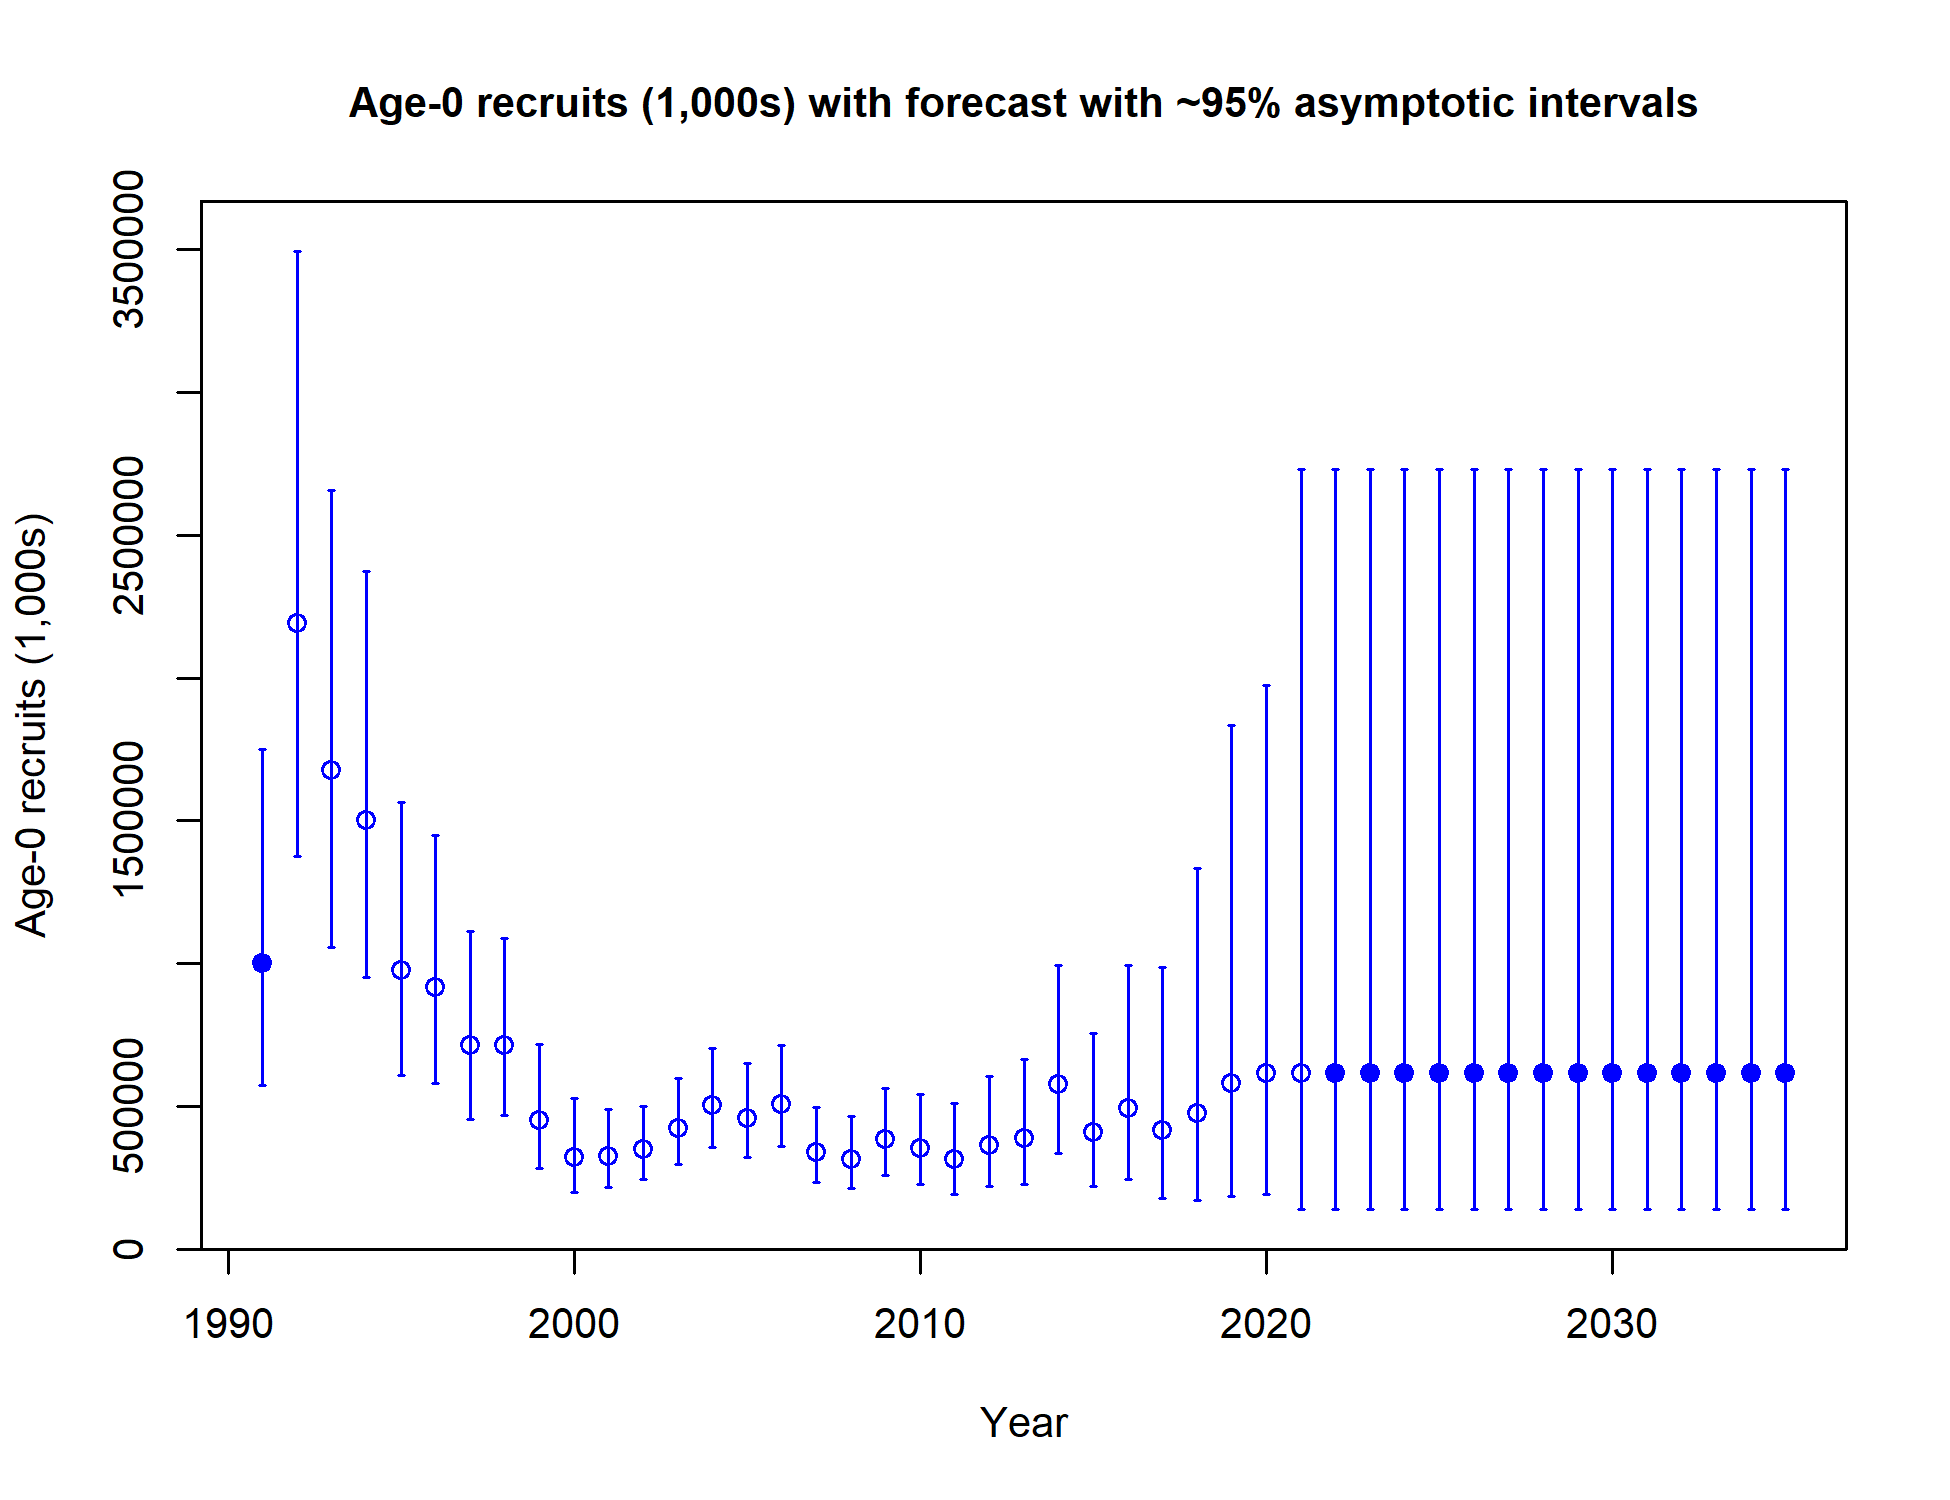 Age-0 recruits (1,000s) with forecast with ~95% asymptotic intervals
Age-0 recruits (1,000s)
3500000
2500000
1500000
500000
0
1990 2000 2010 2020 2030
Year